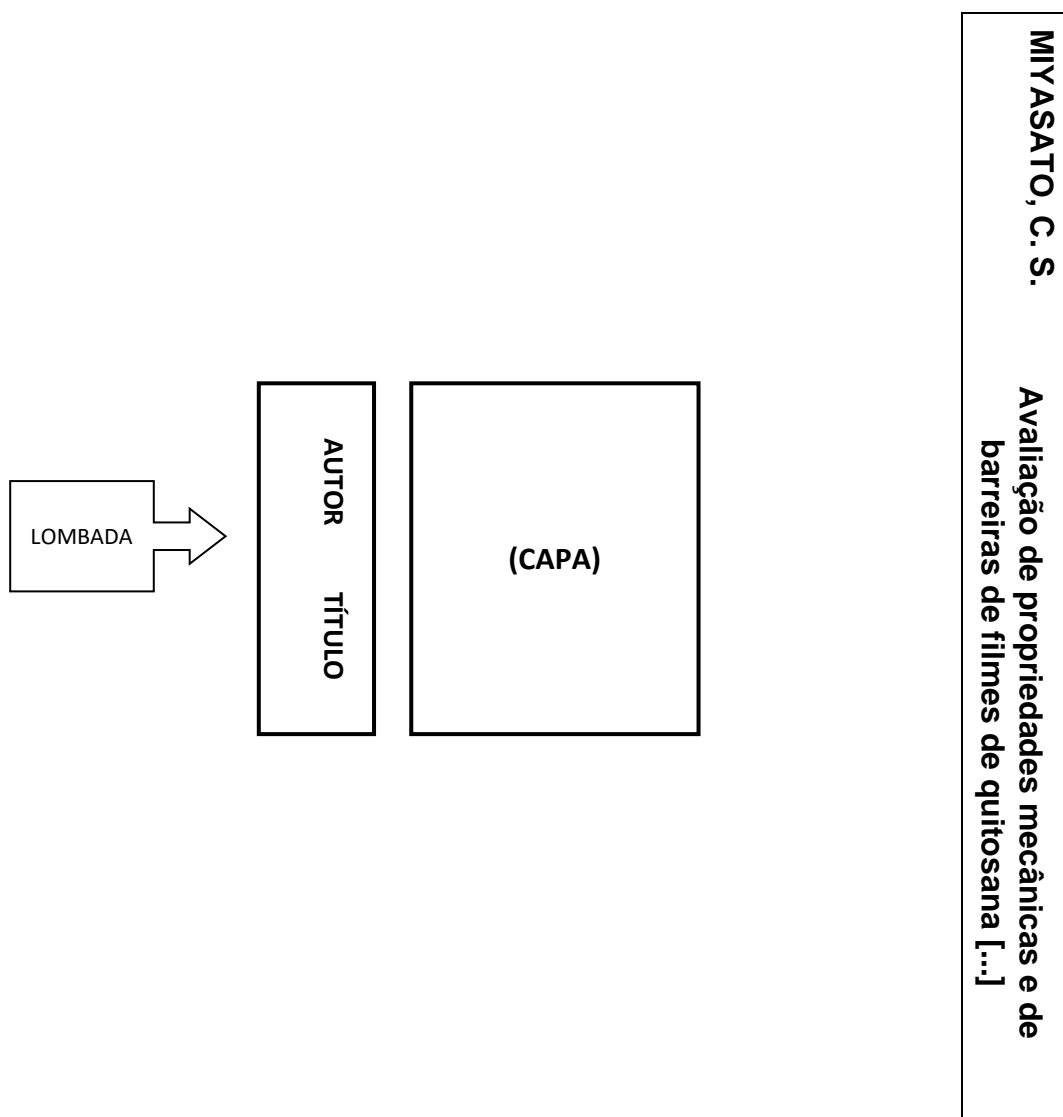 LOMBADA
AUTOR TÍTULO
(CAPA)
MIYASATO, C. S. Avaliação de propriedades mecânicas e de
barreiras de filmes de quitosana [...]